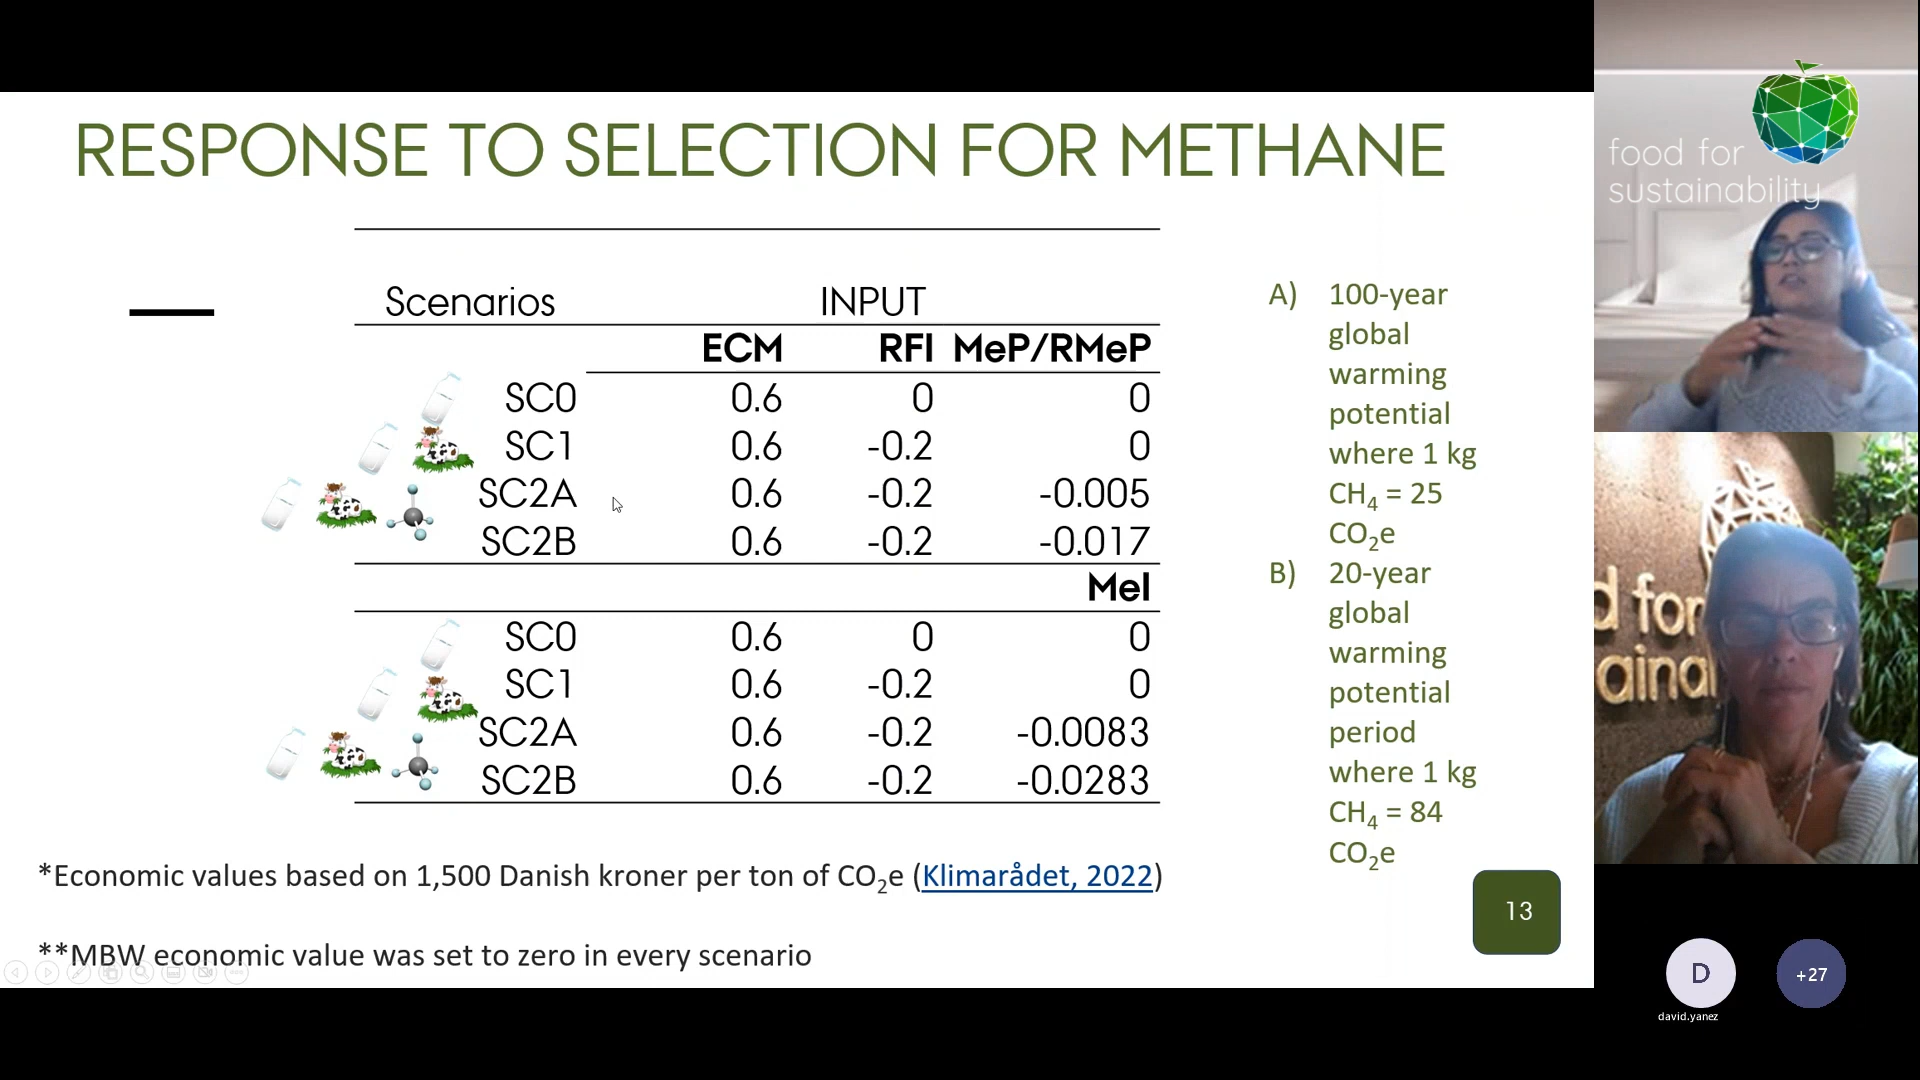 RESPONSE TO SELECTION FOR METHANE
Scenarios INPUT
ECM RFI MeP/RMeP
SC0 0.6 0 0
SC1 0.6 -0.2 0
SC2A 0.6 -0.2 -0.005
SC2B 0.6 -0.2 -0.017
MeI
SC0 0.6 0 0
SC1 0.6 -0.2 0
SC2A 0.6 -0.2 -0.0083
SC2B 0.6 -0.2 -0.0283
A) 100-year
global
warming
potential
where 1 kg
CH₄ = 25
CO₂e
B) 20-year
global
warming
potential
period
where 1 kg
CH₄ = 84
CO₂e
*Economic values based on 1,500 Danish kroner per ton of CO₂e (Klimarådet, 2022)
**MBW economic value was set to zero in every scenario
13
food for
sustainability
d for
ainal
D
david.yanez
+27